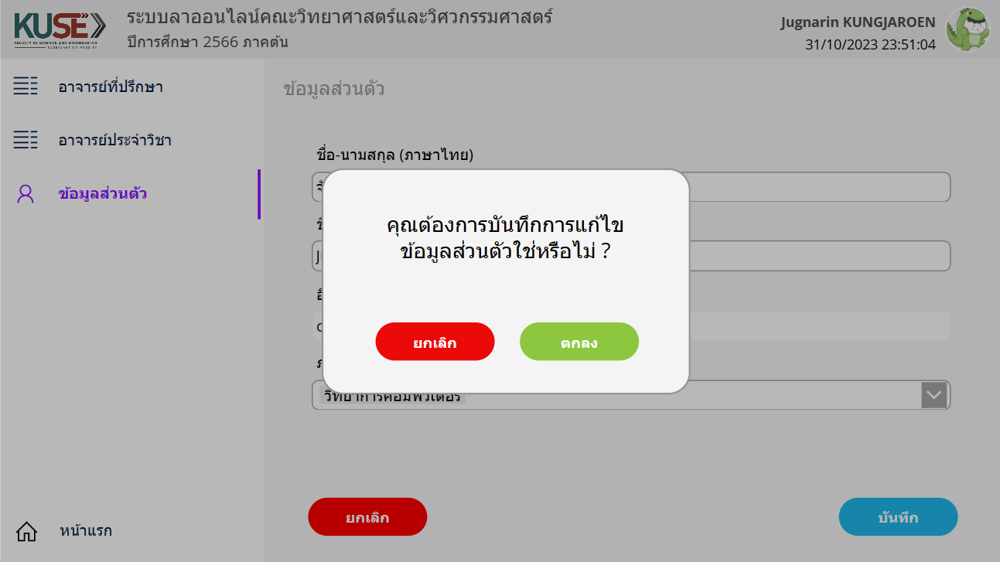 KUSE
FACULTY OF SCIENCE AND ENGINEERING
KASETSART UNIVERSITY
ระบบลาออนไลน์คณะวิทยาศาสตร์และวิศวกรรมศาสตร์
ปีการศึกษา 2566 ภาคต้น
Jugnarin KUNGJAROEN
31/10/2023 23:51:04
อาจารย์ที่ปรึกษา
อาจารย์ประจำวิชา
ข้อมูลส่วนตัว
หน้าแรก
ข้อมูลส่วนตัว
ชื่อ-นามสกุล (ภาษาไทย)
คุณต้องการบันทึกการแก้ไข
ข้อมูลส่วนตัวใช่หรือไม่ ?
ยกเลิก
ตกลง
วิทยาการคอมพิวเตอร์
ยกเลิก
บันทึก